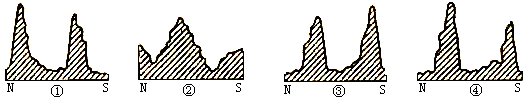 N ① S N ② S N ③ S N ④ S